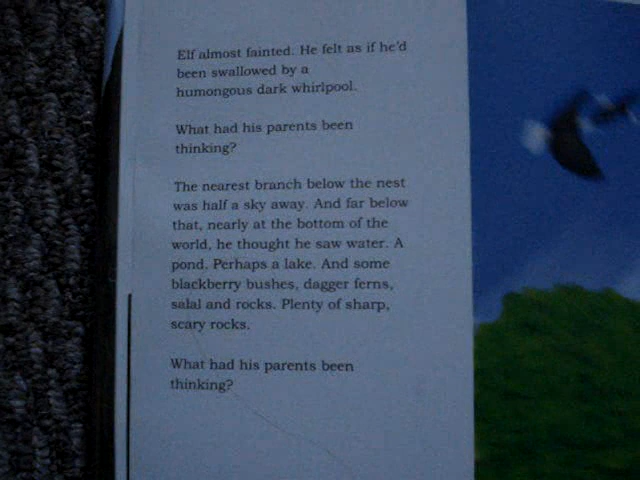 Elf almost fainted. He felt as if he'd
been swallowed by a
humongous dark whirlpool.
What had his parents been
thinking?
The nearest branch below the nest
was half a sky away. And far below
that, nearly at the bottom of the
world, he thought he saw water. A
pond. Perhaps a lake. And some
blackberry bushes, dagger ferns,
salal and rocks. Plenty of sharp,
scary rocks.
What had his parents been
thinking?